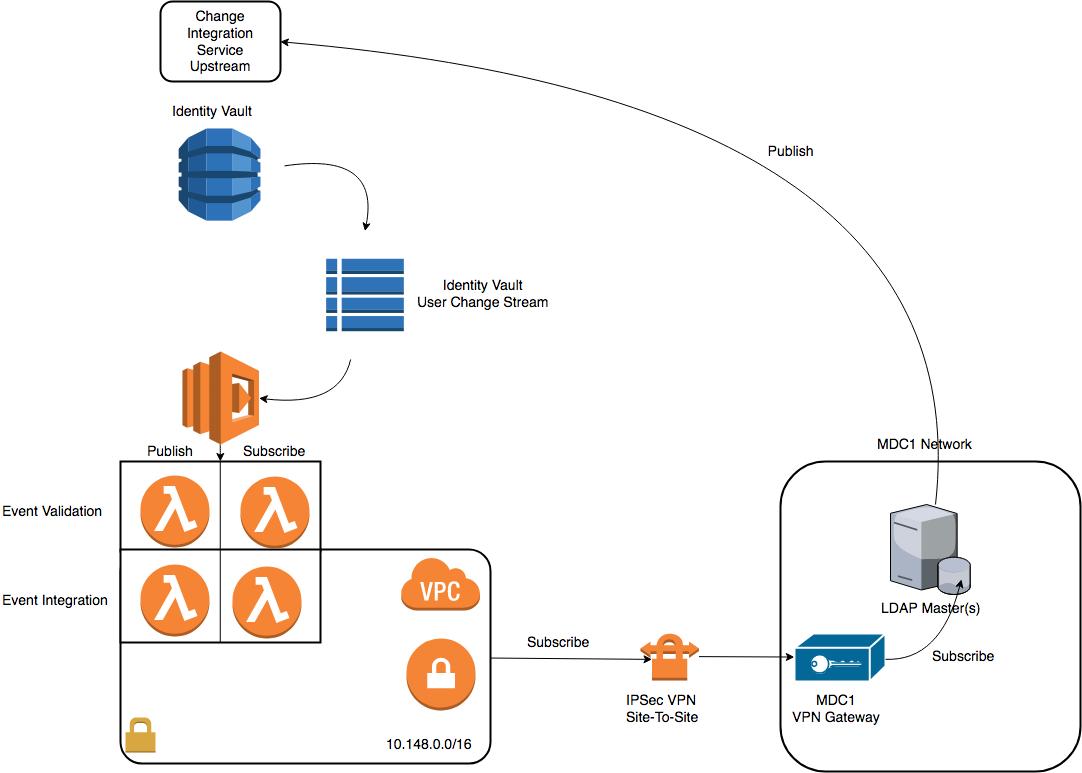 Change
Integration
Service
Upstream
Identity Vault
Publish
Identity Vault
User Change Stream
Publish
Subscribe
MDC1 Network
Event Validation
Event Integration
VPC
LDAP Master(s)
Subscribe
Subscribe
IPSec VPN
Site-To-Site
MDC1
VPN Gateway
10.148.0.0/16